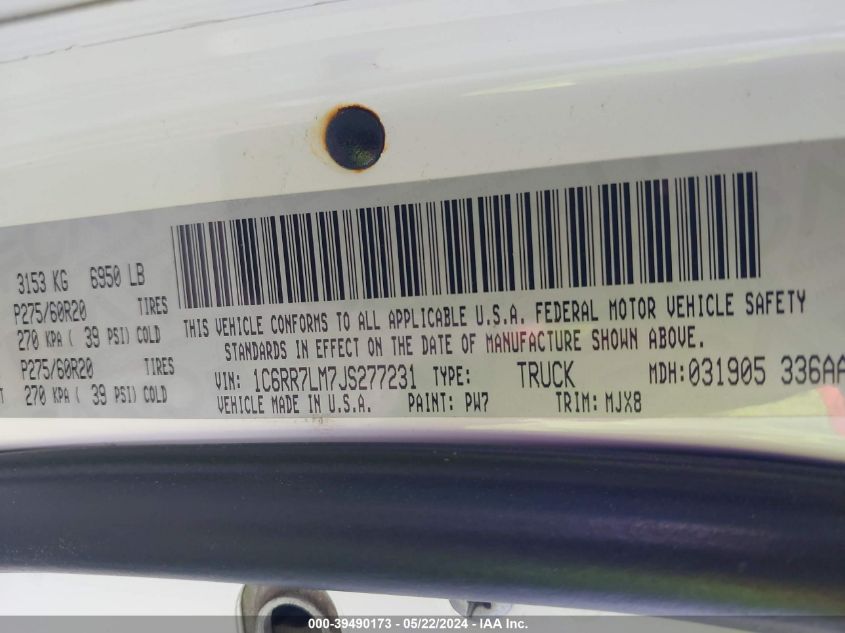 3153 KG 6950 LB
P275/60R20 TIRES
270 KPA ( 39 PSI) COLD
P275/60R20 TIRES
270 KPA ( 39 PSI) COLD
THIS VEHICLE CONFORMS TO ALL APPLICABLE U.S.A. FEDERAL MOTOR VEHICLE SAFETY
STANDARDS IN EFFECT ON THE DATE OF MANUFACTURE SHOWN ABOVE.
VIN: 1C6RR7LM7JS277231 TYPE: TRUCK MDH: 031905 336AA
VEHICLE MADE IN U.S.A. PAINT: PW7 TRIM: MJX8
000-39490173 - 05/22/2024 - IAA Inc.